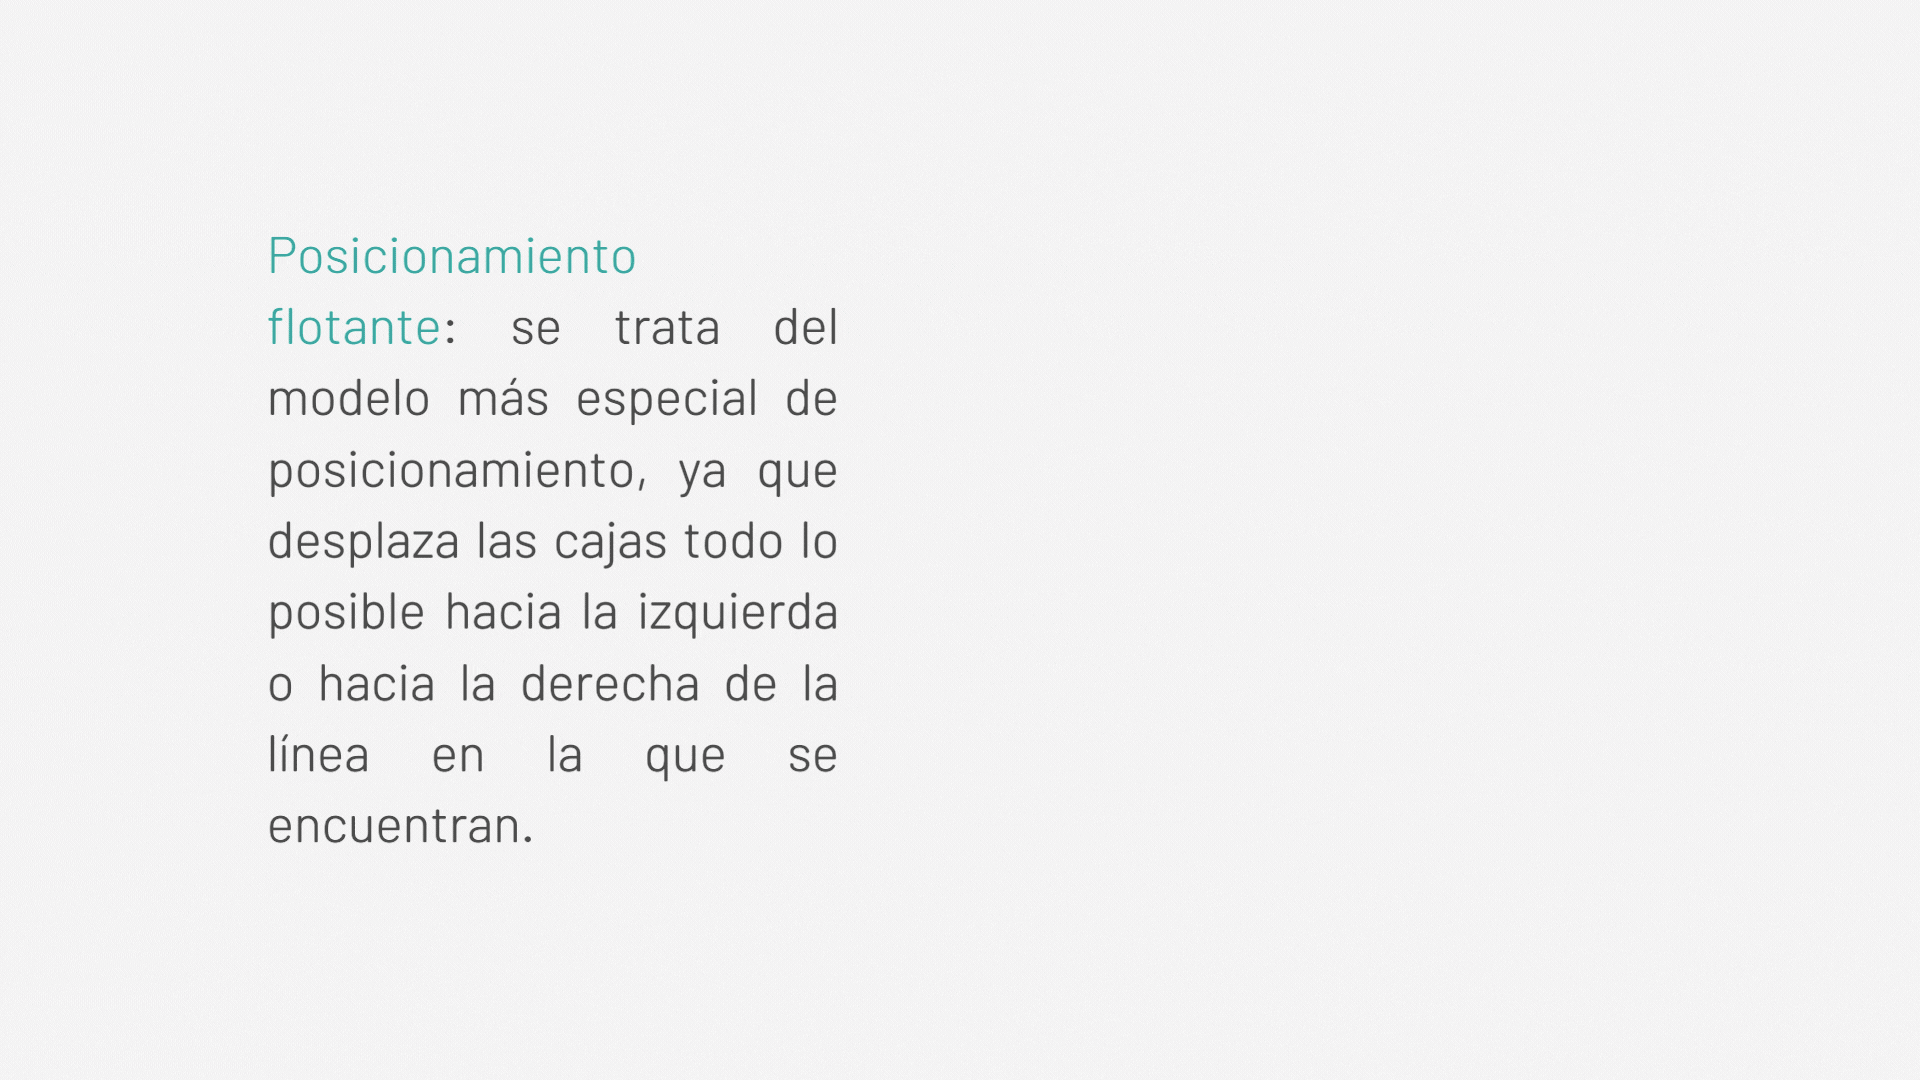 Posicionamiento
flotante: se trata del
modelo más especial de
posicionamiento, ya que
desplaza las cajas todo lo
posible hacia la izquierda
o hacia la derecha de la
línea en la que se
encuentran.